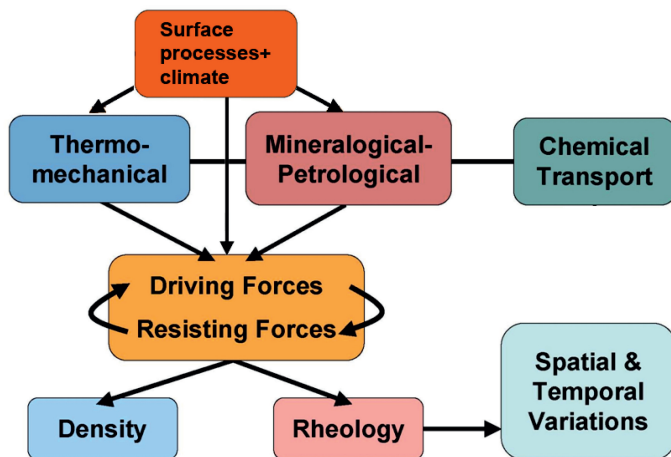 Surface
processes+
climate
Thermo-
mechanical
Mineralogical-
Petrological
Chemical
Transport
Driving Forces
Resisting Forces
Spatial &
Temporal
Variations
Density
Rheology